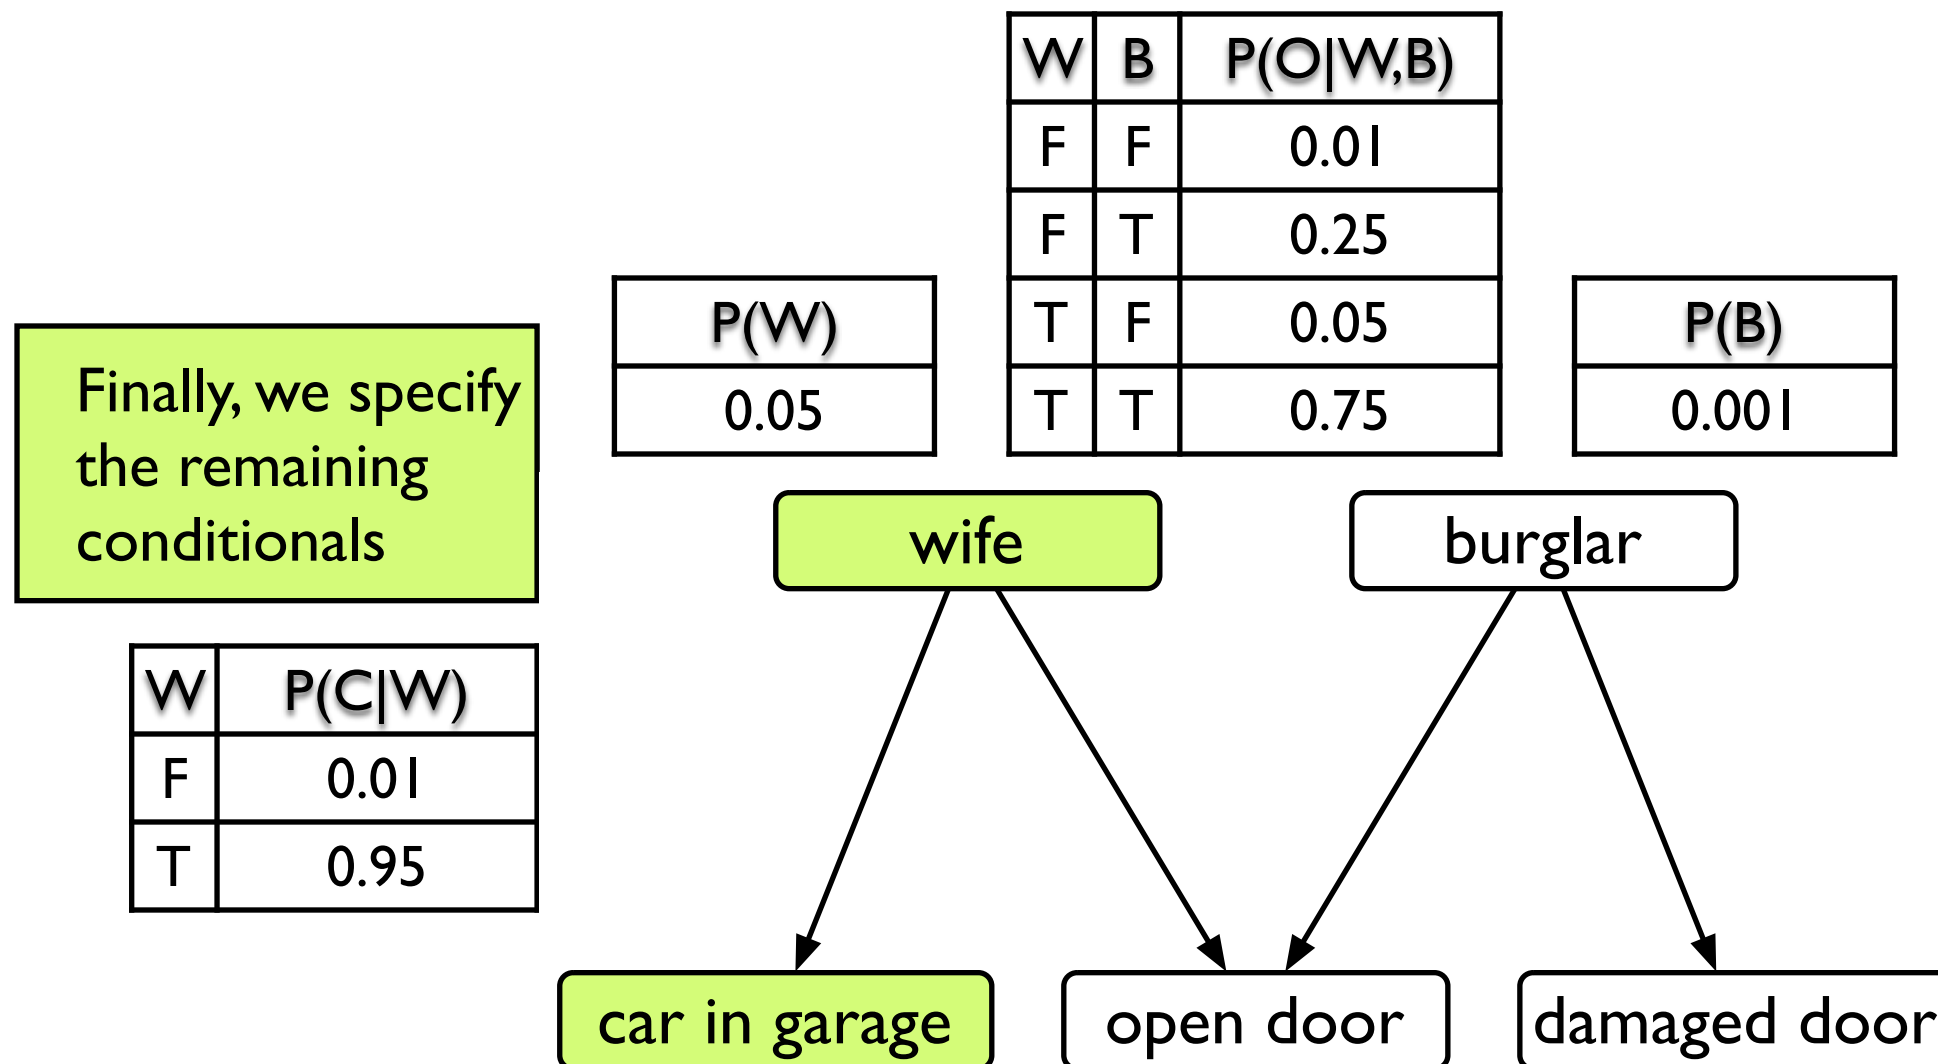 W B P(O|W,B)
F F 0.01
F T 0.25
T F 0.05
T T 0.75
P(W)
0.05
P(B)
0.001
Finally, we specify
the remaining
conditionals
wife
burglar
W P(C|W)
F 0.01
T 0.95
car in garage
open door
damaged door